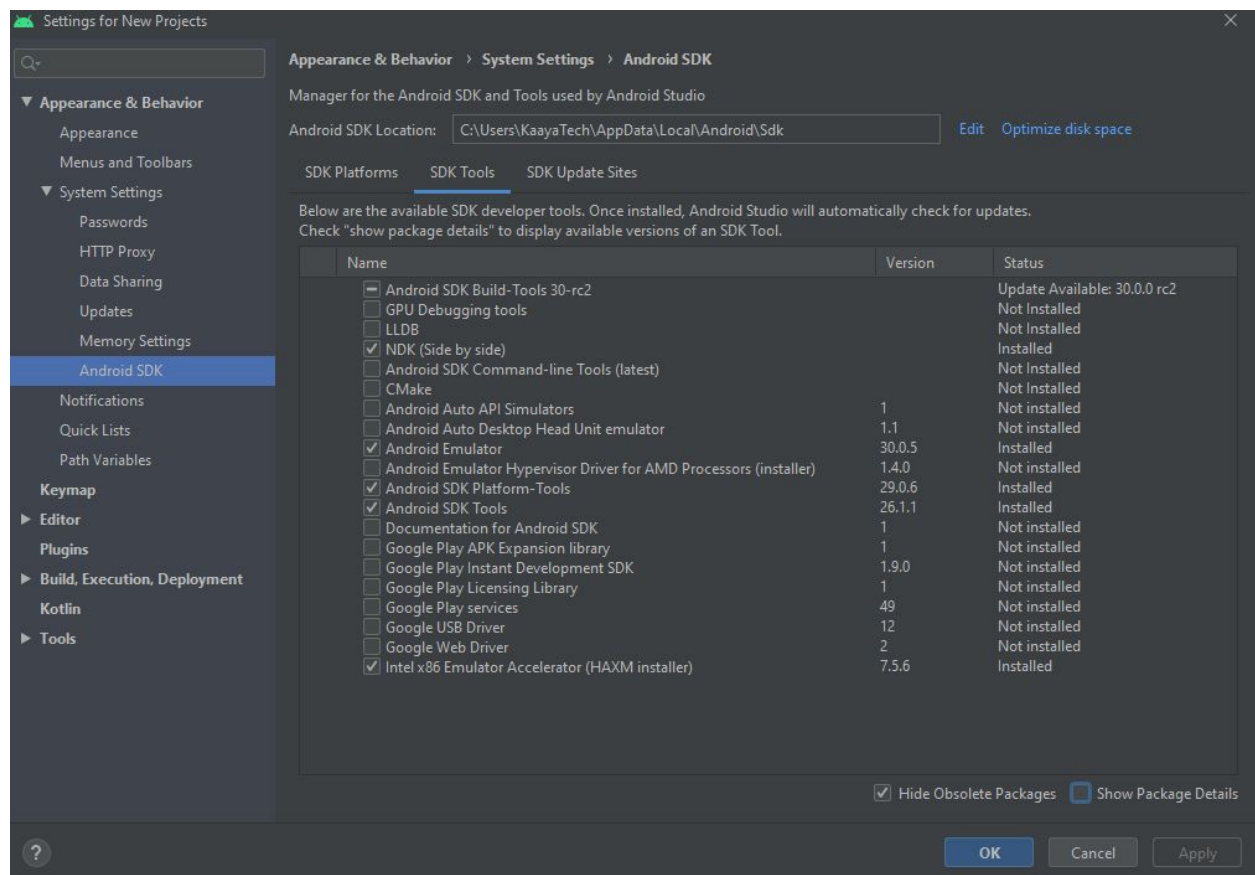 Settings for New Projects
Appearance & Behavior
Appearance
Menus and Toolbars
System Settings
Passwords
HTTP Proxy
Data Sharing
Updates
Memory Settings
Android SDK
Notifications
Quick Lists
Path Variables
Keymap
Editor
Plugins
Build, Execution, Deployment
Kotlin
Tools
Appearance & Behavior › System Settings › Android SDK
Manager for the Android SDK and Tools used by Android Studio
Android SDK Location: C:\Users\KaayaTech\AppData\Local\Android\Sdk Edit Optimize disk space
SDK Platforms SDK Tools SDK Update Sites
Below are the available SDK developer tools. Once installed, Android Studio will automatically check for updates.
Check "show package details" to display available versions of an SDK Tool.
Name Version Status
Android SDK Build-Tools 30-rc2 Update Available: 30.0.0 rc2
GPU Debugging tools Not Installed
LLDB Not Installed
NDK (Side by side) Installed
Android SDK Command-line Tools (latest) Not Installed
CMake Not Installed
Android Auto API Simulators 1 Not installed
Android Auto Desktop Head Unit emulator 1.1 Not installed
Android Emulator 30.0.5 Installed
Android Emulator Hypervisor Driver for AMD Processors (installer) 1.4.0 Not installed
Android SDK Platform-Tools 29.0.6 Installed
Android SDK Tools 26.1.1 Installed
Documentation for Android SDK 1 Not installed
Google Play APK Expansion library 1 Not installed
Google Play Instant Development SDK 1.9.0 Not installed
Google Play Licensing Library 1 Not installed
Google Play services 49 Not installed
Google USB Driver 12 Not installed
Google Web Driver 2 Not installed
Intel x86 Emulator Accelerator (HAXM installer) 7.5.6 Installed
Hide Obsolete Packages Show Package Details
? OK Cancel Apply